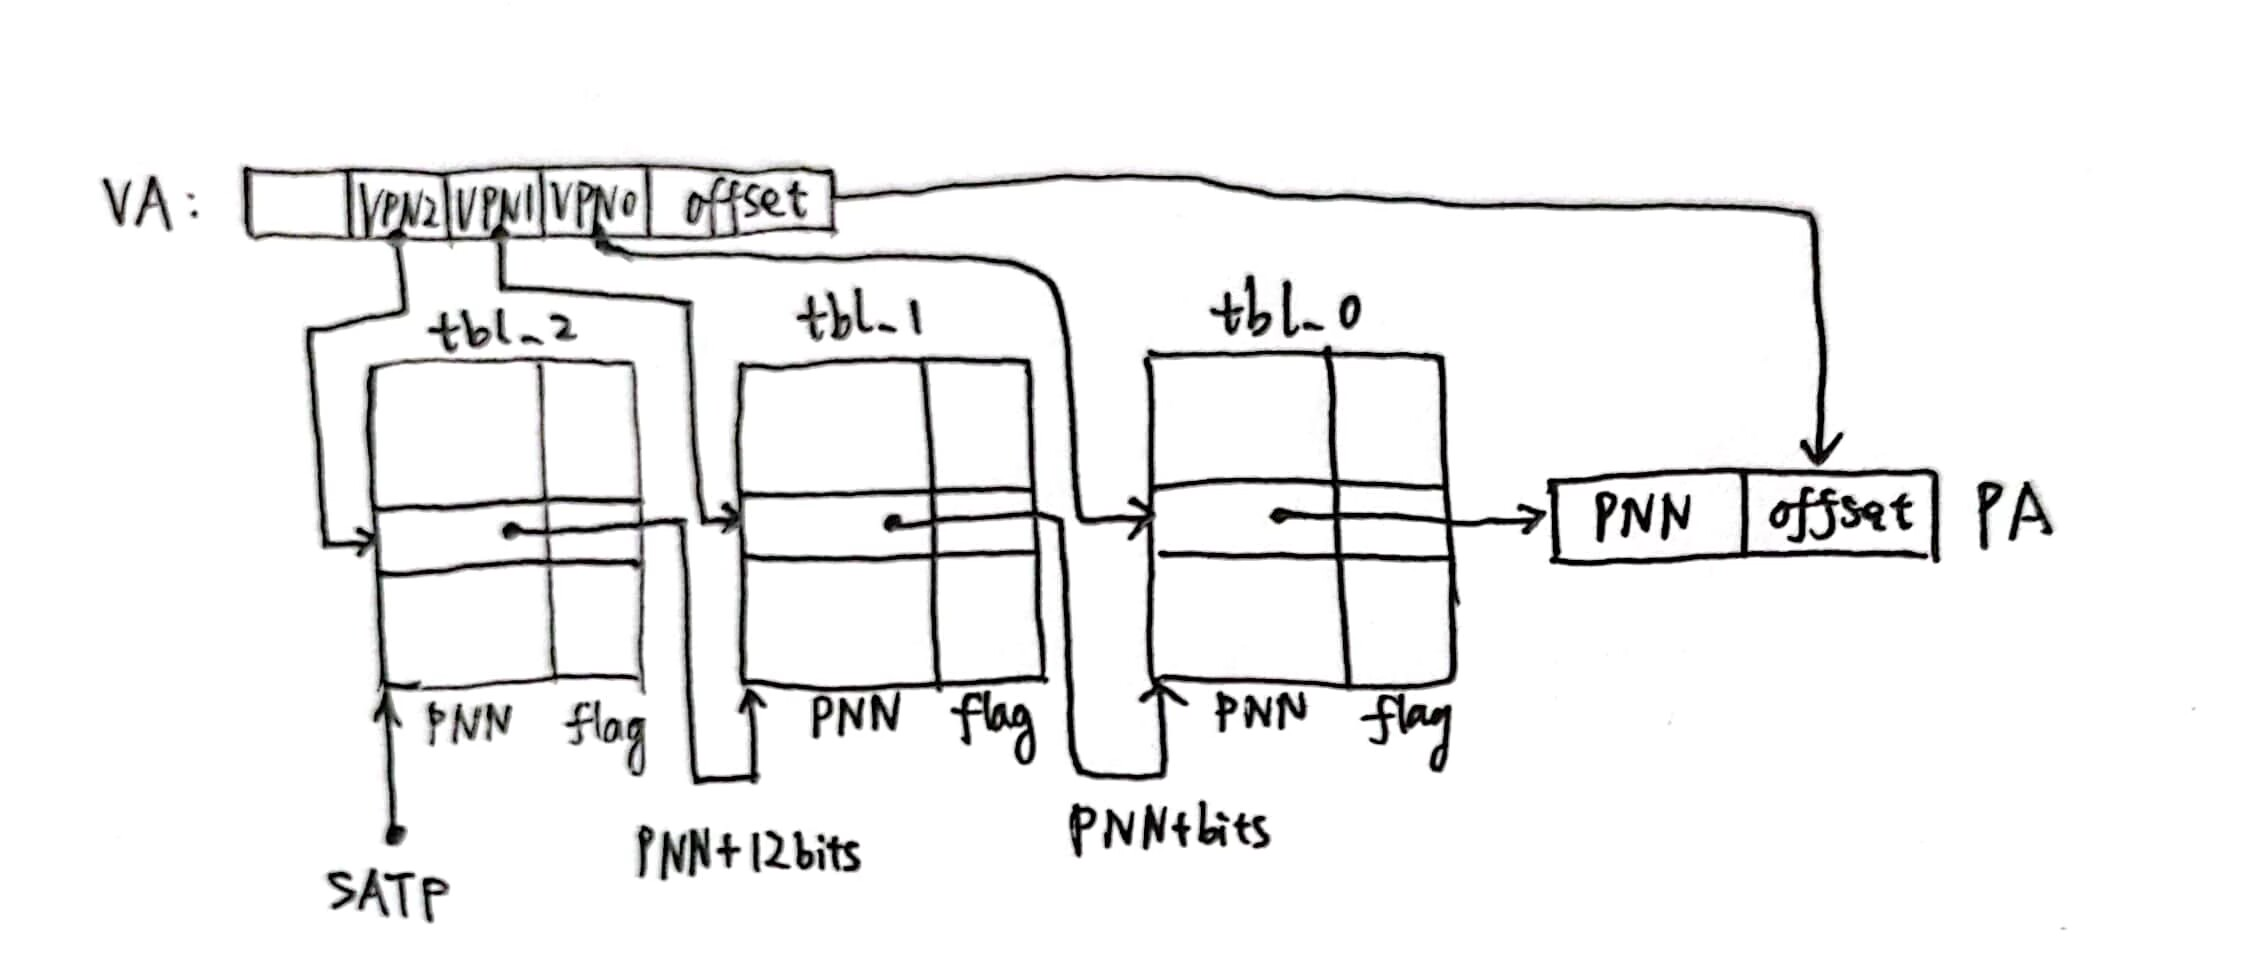 VA: VPN2 VPN1 VPN0 offset
tbl_2 tbl_1 tbl_0
PNN offset PA
PNN flag PNN flag PNN flag
PNN+12bits PNN+bits
SATP